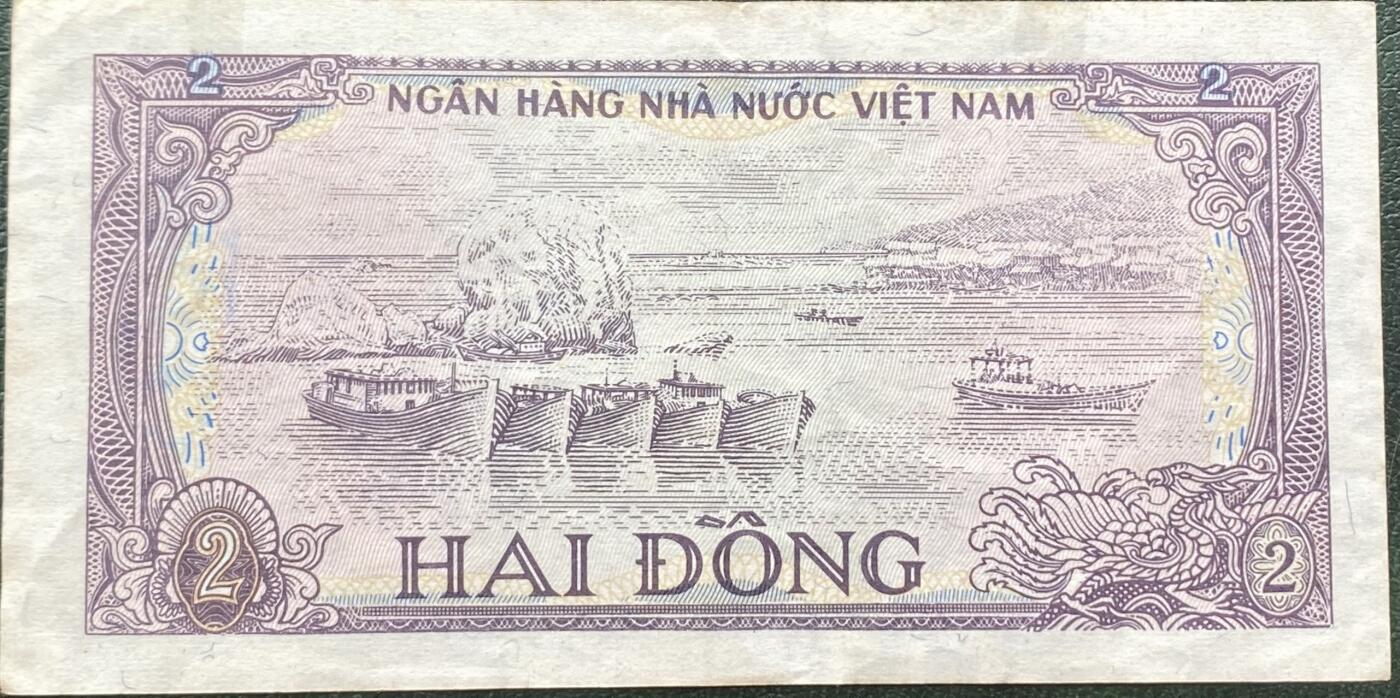 2 2
NGÂN HÀNG NHÀ NƯỚC VIỆT NAM
HAI ĐỒNG
2 2